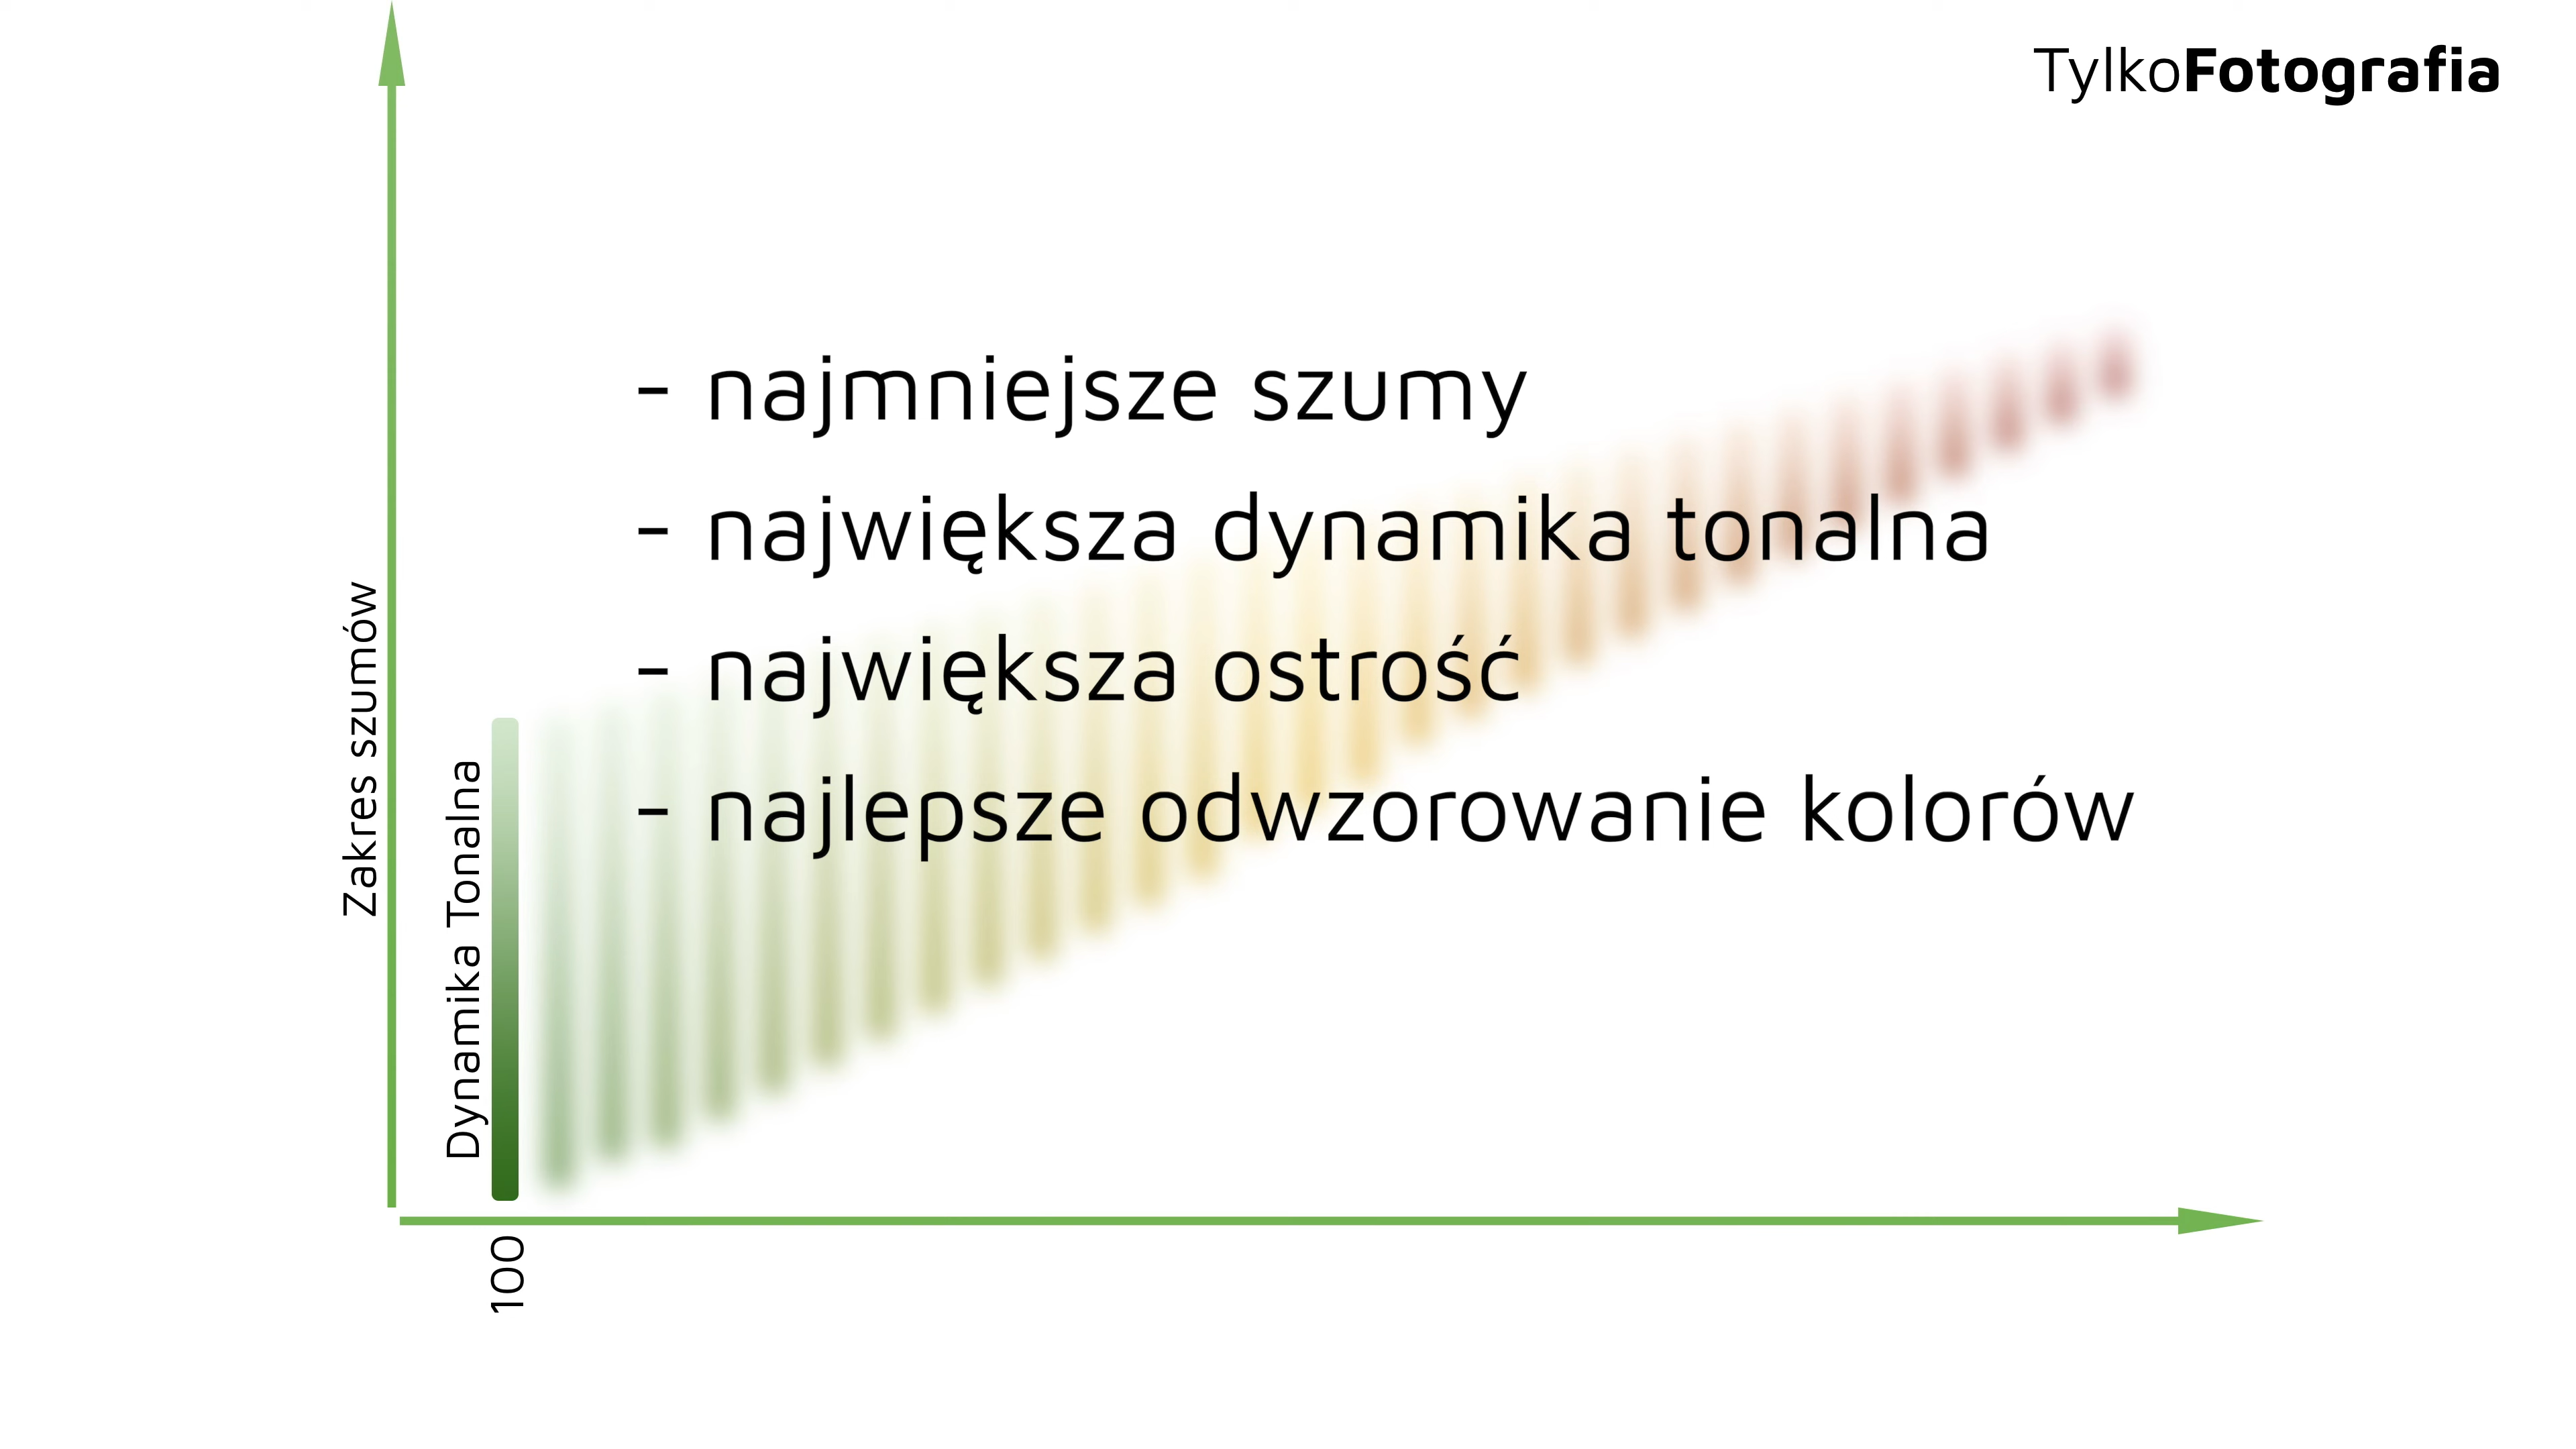 TylkoFotografia
- najmniejsze szumy
- największa dynamika tonalna
- największa ostrość
- najlepsze odwzorowanie kolorów
Zakres szumów
Dynamika Tonalna
100